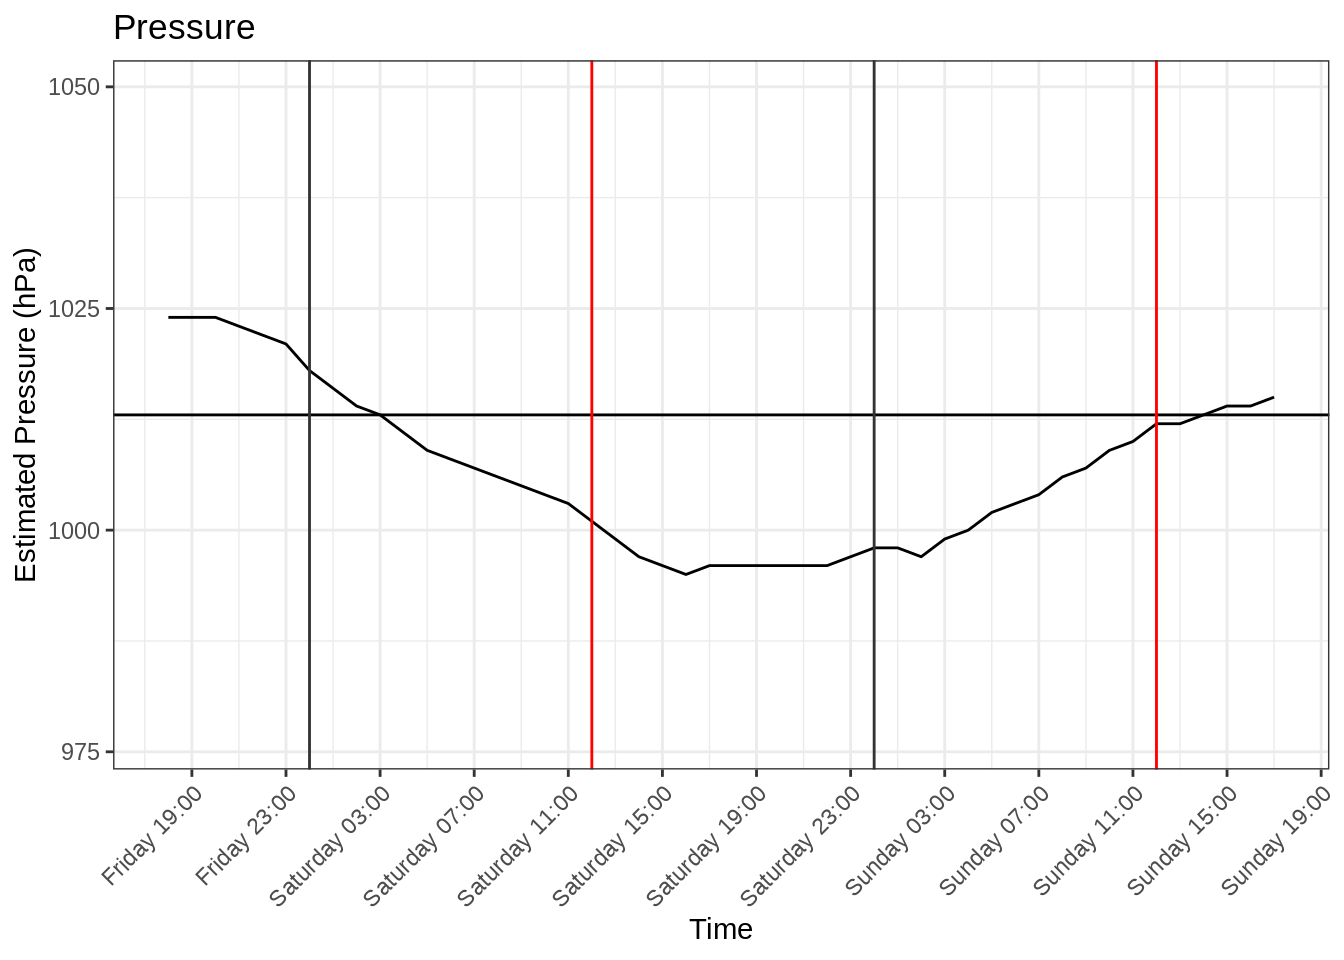 Pressure
Estimated Pressure (hPa)
1050
1025
1000
975
Friday 19:00
Friday 23:00
Saturday 03:00
Saturday 07:00
Saturday 11:00
Saturday 15:00
Saturday 19:00
Saturday 23:00
Sunday 03:00
Sunday 07:00
Sunday 11:00
Sunday 15:00
Sunday 19:00
Time